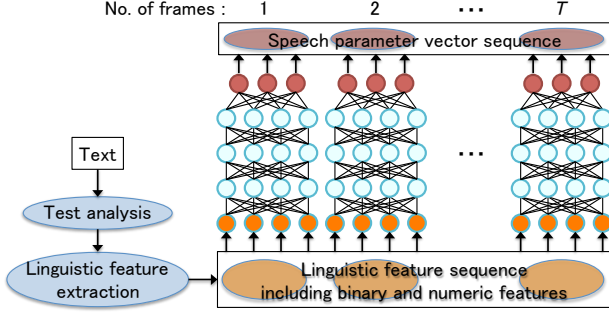 No. of frames : 1 2 ... T
Speech parameter vector sequence
...
Text
Test analysis
Linguistic feature
extraction
Linguistic feature sequence
including binary and numeric features